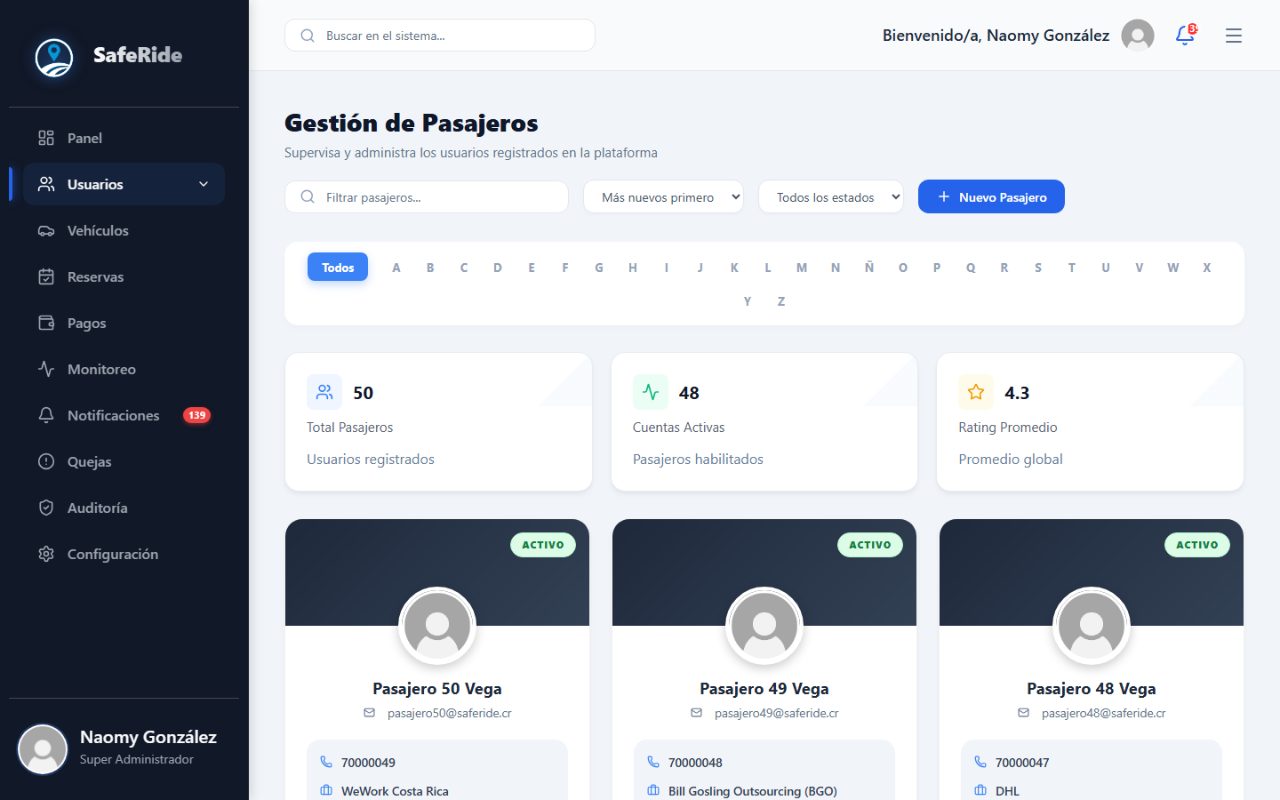 SafeRide
Panel
Usuarios
Vehículos
Reservas
Pagos
Monitoreo
Notificaciones 139
Quejas
Auditoría
Configuración
Naomy González
Super Administrador
Buscar en el sistema...
Bienvenido/a, Naomy González
Gestión de Pasajeros
Supervisa y administra los usuarios registrados en la plataforma
Filtrar pasajeros... Más nuevos primero Todos los estados + Nuevo Pasajero
Todos A B C D E F G H I J K L M N Ñ O P Q R S T U V W X
Y Z
50
Total Pasajeros
Usuarios registrados
48
Cuentas Activas
Pasajeros habilitados
4.3
Rating Promedio
Promedio global
ACTIVO
Pasajero 50 Vega
pasajero50@saferide.cr
70000049
WeWork Costa Rica
ACTIVO
Pasajero 49 Vega
pasajero49@saferide.cr
70000048
Bill Gosling Outsourcing (BGO)
ACTIVO
Pasajero 48 Vega
pasajero48@saferide.cr
70000047
DHL